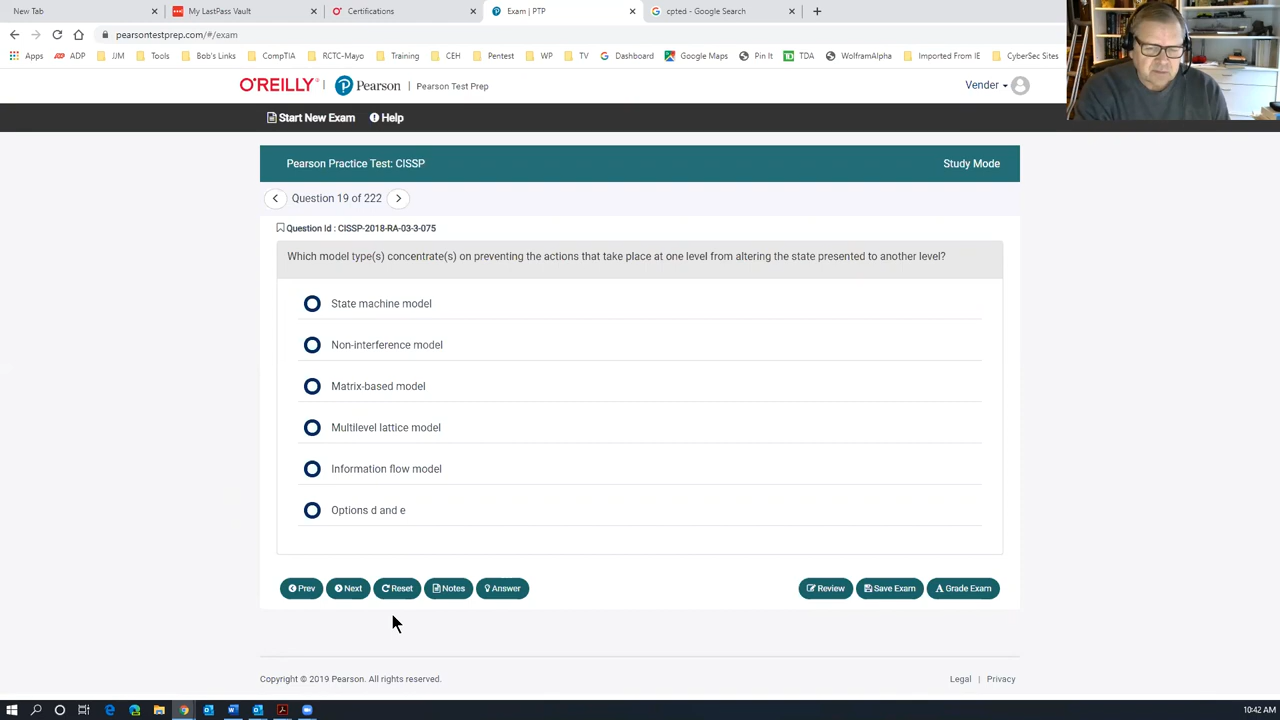 New Tab
My LastPass Vault
Certifications
Exam | PTP
cpted - Google Search
pearsontestprep.com/#/exam
Apps
ADP
JJM
Tools
Bob's Links
CompTIA
RCTC-Mayo
Training
CEH
Pentest
WP
TV
Dashboard
Google Maps
Pin It
TDA
WolframAlpha
Imported From IE
CyberSec Sites
O'REILLY
Pearson
Pearson Test Prep
Vender
Start New Exam
Help
Pearson Practice Test: CISSP
Study Mode
Question 19 of 222
Question Id : CISSP-2018-RA-03-3-075
Which model type(s) concentrate(s) on preventing the actions that take place at one level from altering the state presented to another level?
State machine model
Non-interference model
Matrix-based model
Multilevel lattice model
Information flow model
Options d and e
Prev
Next
Reset
Notes
Answer
Review
Save Exam
Grade Exam
Copyright © 2019 Pearson. All rights reserved.
Legal | Privacy
10:42 AM